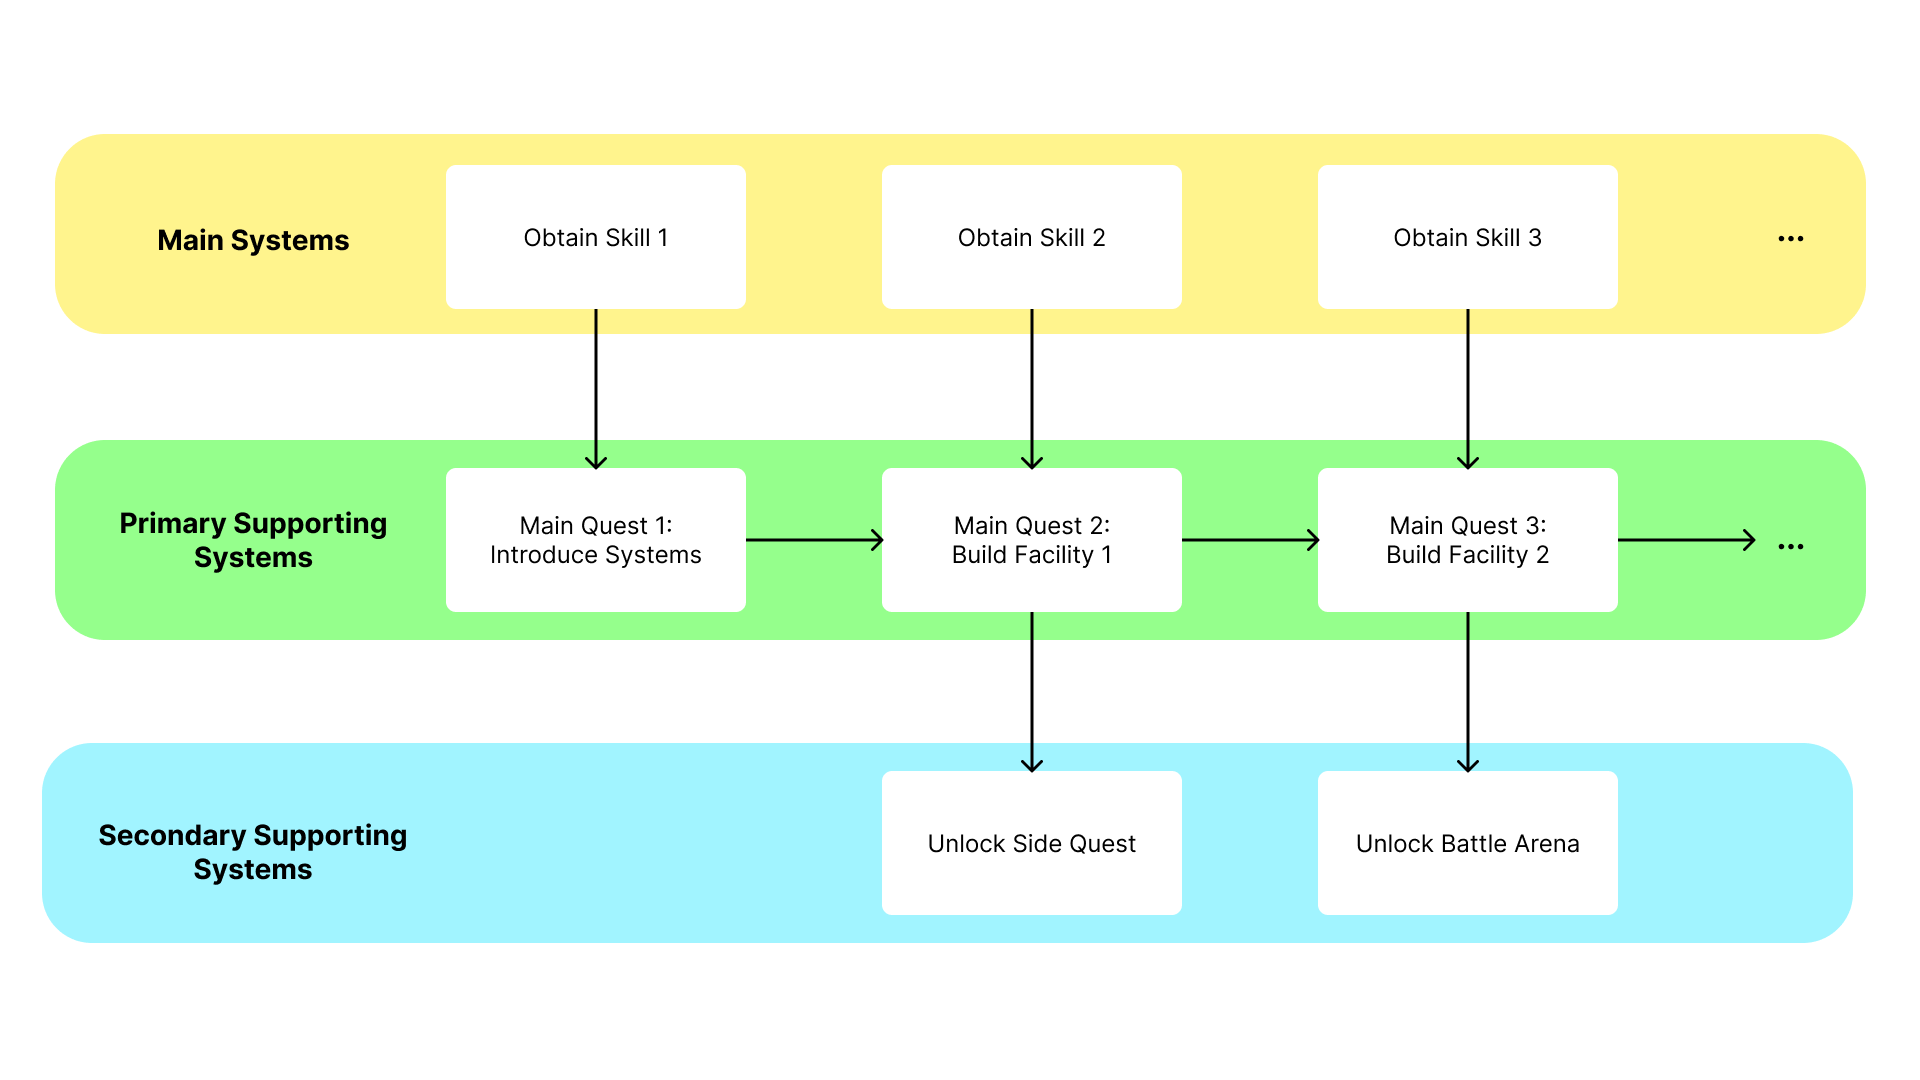 Main Systems
Obtain Skill 1
Obtain Skill 2
Obtain Skill 3
...
Primary Supporting
Systems
Main Quest 1:
Introduce Systems
Main Quest 2:
Build Facility 1
Main Quest 3:
Build Facility 2
...
Secondary Supporting
Systems
Unlock Side Quest
Unlock Battle Arena